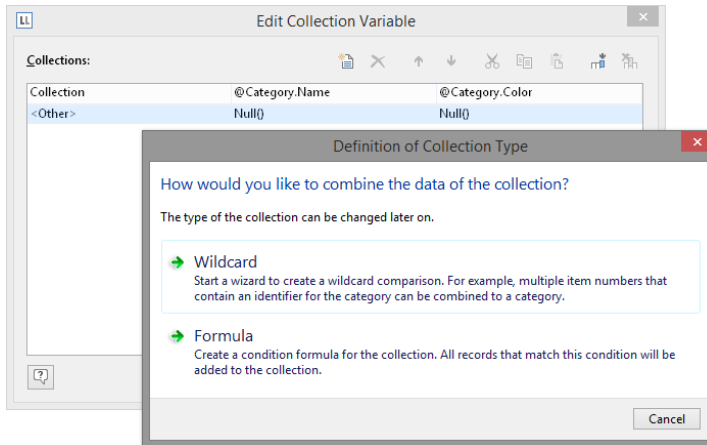 LL
Edit Collection Variable
Collections:
Collection @Category.Name @Category.Color
<Other> Null() Null()
Definition of Collection Type
How would you like to combine the data of the collection?
The type of the collection can be changed later on.
Wildcard
Start a wizard to create a wildcard comparison. For example, multiple item numbers that
contain an identifier for the category can be combined to a category.
Formula
Create a condition formula for the collection. All records that match this condition will be
added to the collection.
Cancel